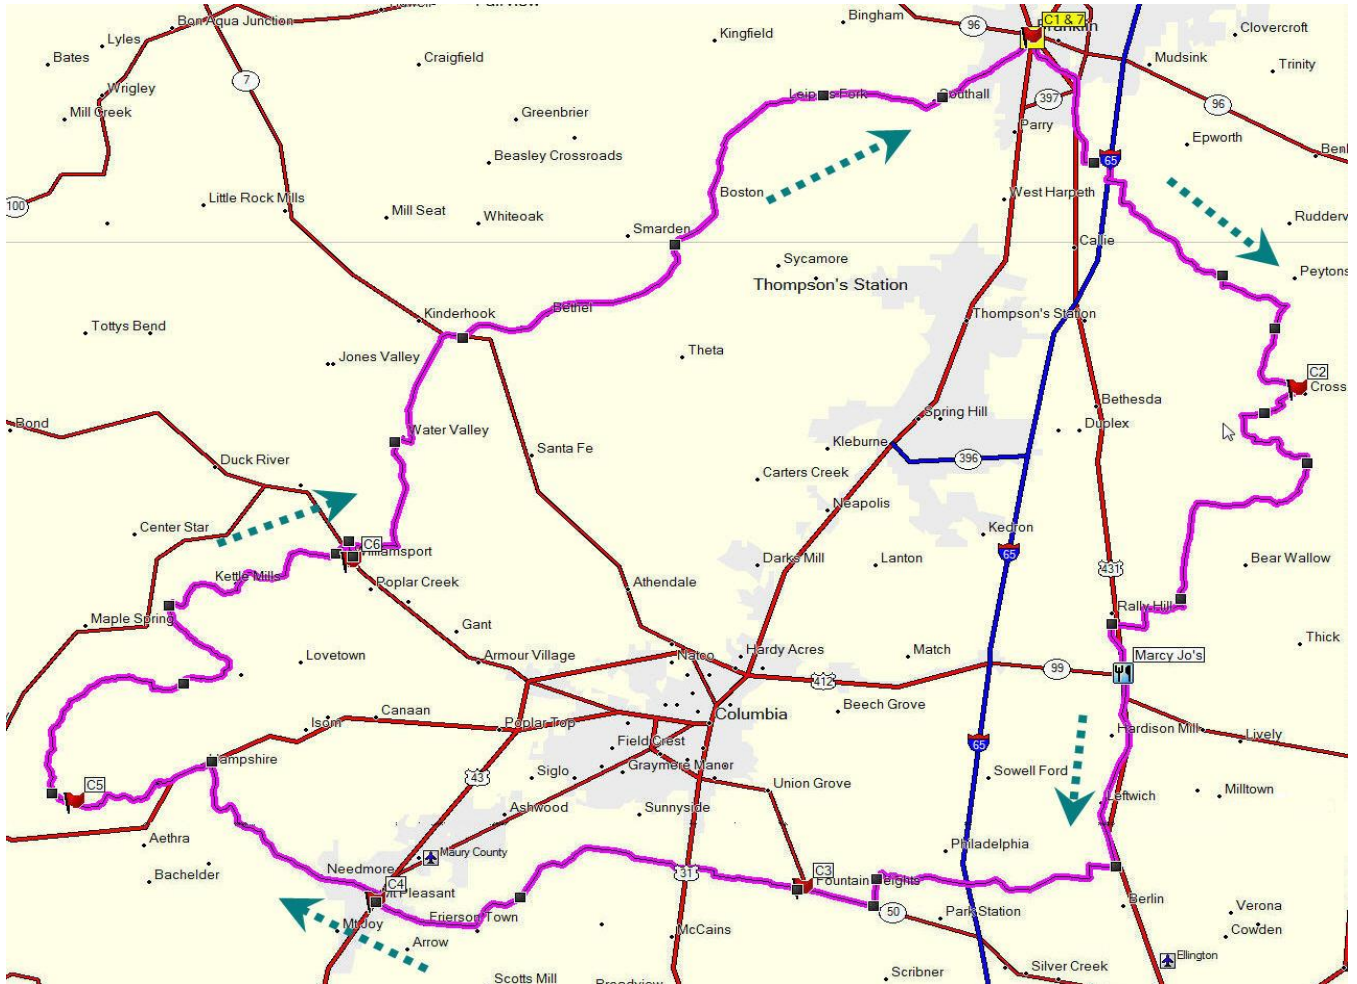 Bon Aqua Junction
Bingham
96
C1 & 7
Franklin
Clovercroft
Lyles
Kingfield
Bates
Craigfield
Mudsink
Trinity
7
Wrigley
Leipers Fork
Southall
397
96
Mill Creek
Greenbrier
Parry
Epworth
Beasley Crossroads
65
100
Little Rock Mills
Mill Seat
Whiteoak
Boston
West Harpeth
Smarden
Callie
Sycamore
Thompson's Station
Peytons
Kinderhook
Bethel
Thompson's Station
Tottys Bend
Jones Valley
Theta
C2
Cross
Bethesda
Bond
Water Valley
Spring Hill
Duplex
Santa Fe
Kleburne
396
Duck River
Carters Creek
Neapolis
Center Star
Kedron
65
C6
Williamsport
Darks Mill
Lanton
Bear Wallow
431
Kettle Mills
Poplar Creek
Athendale
Maple Spring
Rally Hill
Gant
Thick
Lovetown
Armour Village
Natco
Hardy Acres
Match
99
Marcy Jo's
412
Canaan
Beech Grove
Isom
Poplar Top
Columbia
Hardison Mill
Lively
Field Crest
65
Hampshire
43
Siglo
Graymere Manor
Sowell Ford
C5
Union Grove
Milltown
Ashwood
Sunnyside
Leftwich
Aethra
Maury County
Philadelphia
Needmore
31
C3
Bachelder
C4
Mt Pleasant
Fountain Heights
Berlin
Frierson Town
50
Park Station
Verona
Mt Joy
McCains
Cowden
Arrow
Ellington
Scotts Mill
Scribner
Silver Creek